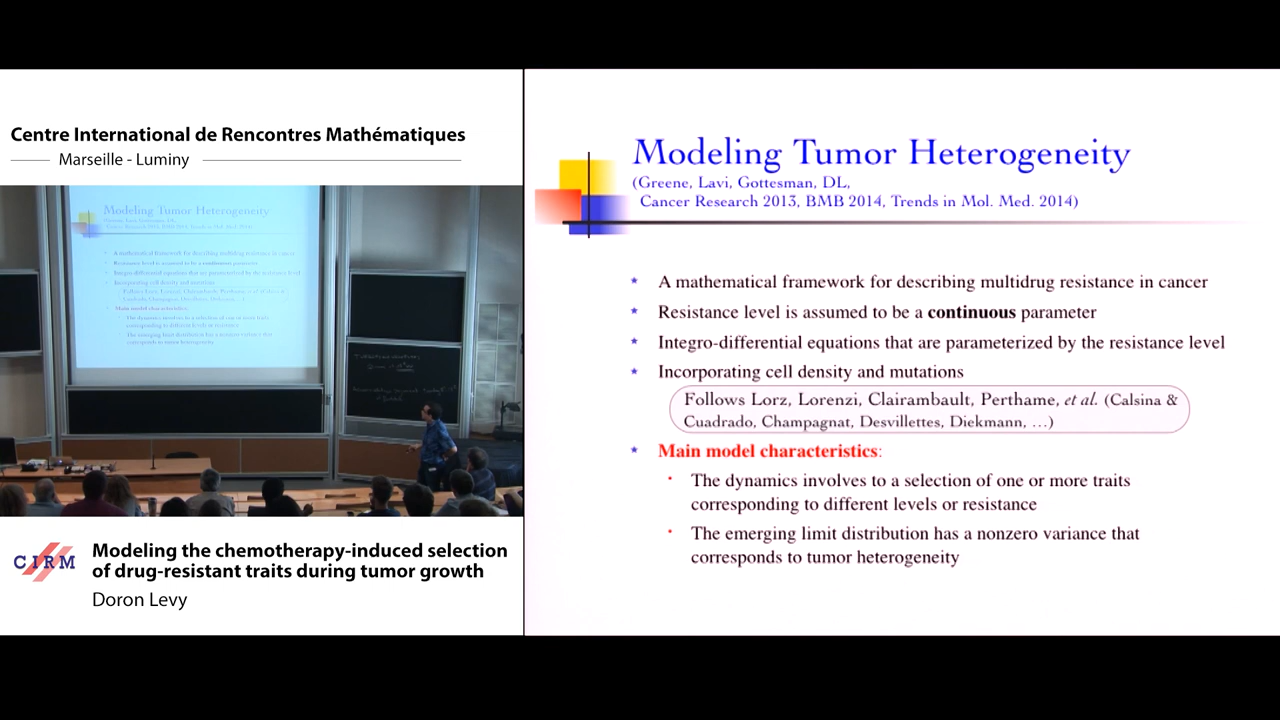 Centre International de Rencontres Mathématiques
Marseille - Luminy
Modeling Tumor Heterogeneity
CIRM
Modeling the chemotherapy-induced selection
of drug-resistant traits during tumor growth
Doron Levy
Modeling Tumor Heterogeneity
(Greene, Lavi, Gottesman, DL,
Cancer Research 2013, BMB 2014, Trends in Mol. Med. 2014)
A mathematical framework for describing multidrug resistance in cancer
Resistance level is assumed to be a continuous parameter
Integro-differential equations that are parameterized by the resistance level
Incorporating cell density and mutations
Follows Lorz, Lorenzi, Clairambault, Perthame, et al. (Calsina &
Cuadrado, Champagnat, Desvillettes, Diekmann, …)
Main model characteristics:
The dynamics involves to a selection of one or more traits
corresponding to different levels or resistance
The emerging limit distribution has a nonzero variance that
corresponds to tumor heterogeneity